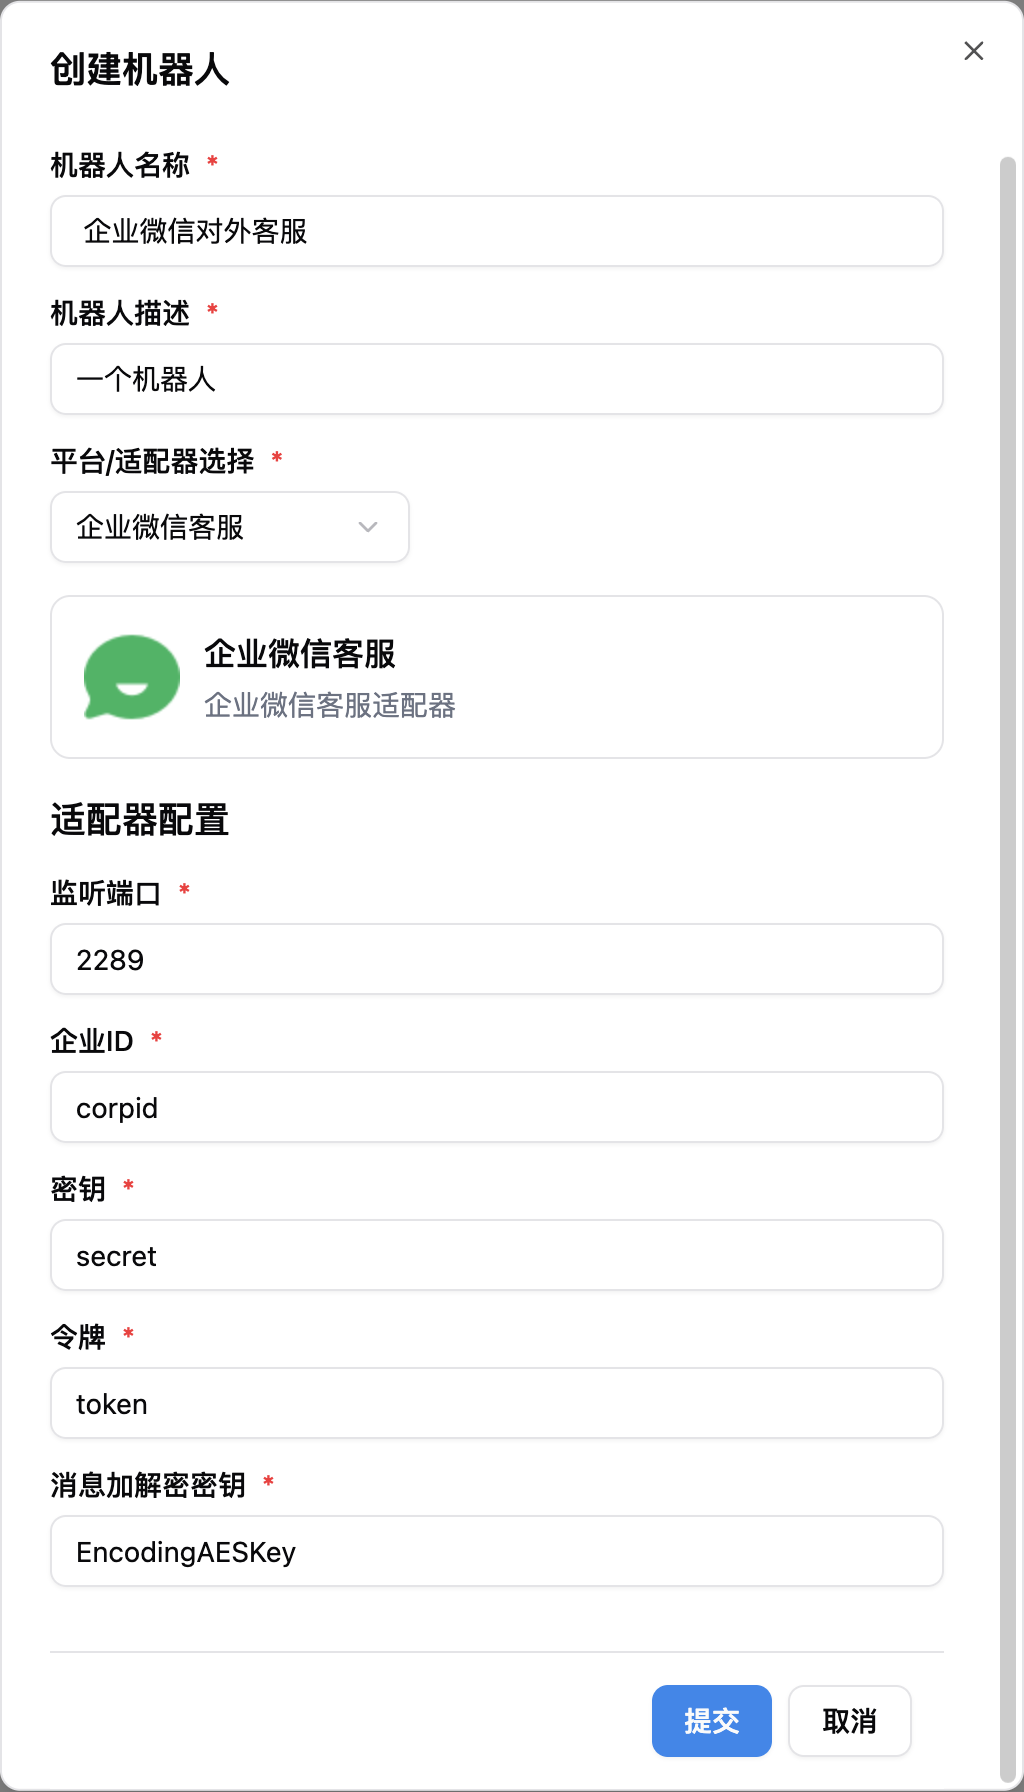 创建机器人
机器人名称 *
企业微信对外客服
机器人描述 *
一个机器人
平台/适配器选择 *
企业微信客服
企业微信客服
企业微信客服适配器
适配器配置
监听端口 *
2289
企业ID *
corpid
密钥 *
secret
令牌 *
token
消息加解密密钥 *
EncodingAESKey
提交 取消